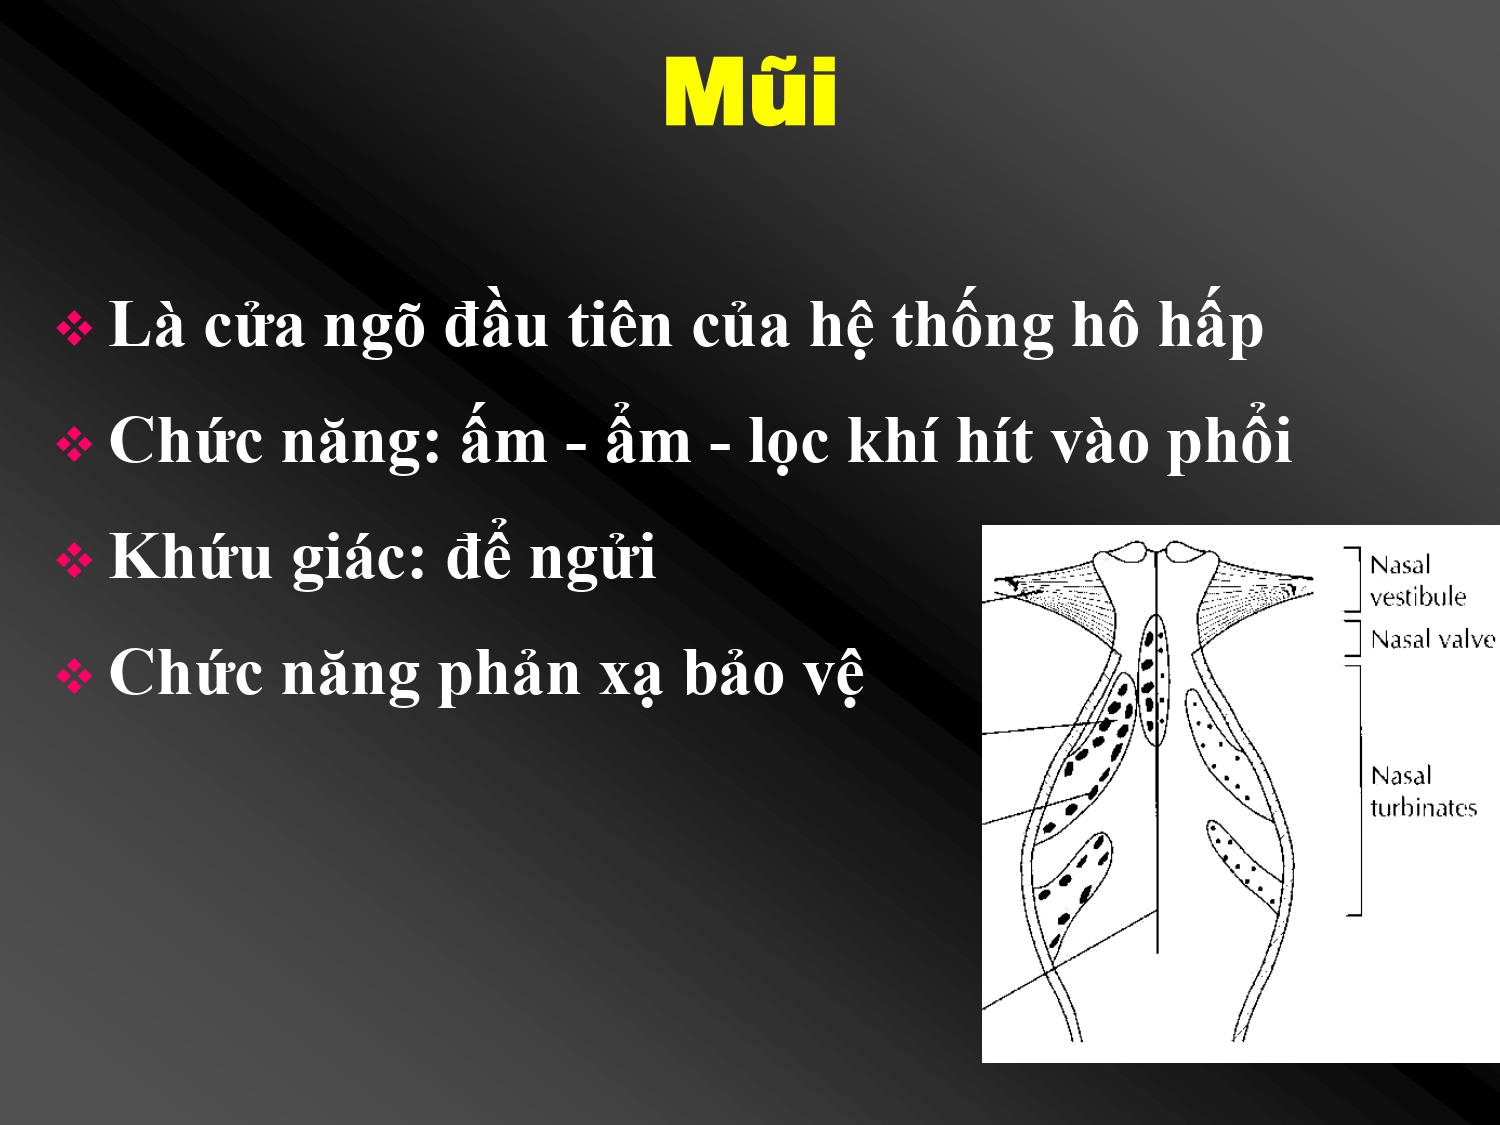 Mũi
Là cửa ngõ đầu tiên của hệ thống hô hấp
Chức năng: ấm - ẩm - lọc khí hít vào phổi
Khứu giác: để ngửi
Chức năng phản xạ bảo vệ
Nasal
vestibule
Nasal valve
Nasal
turbinates